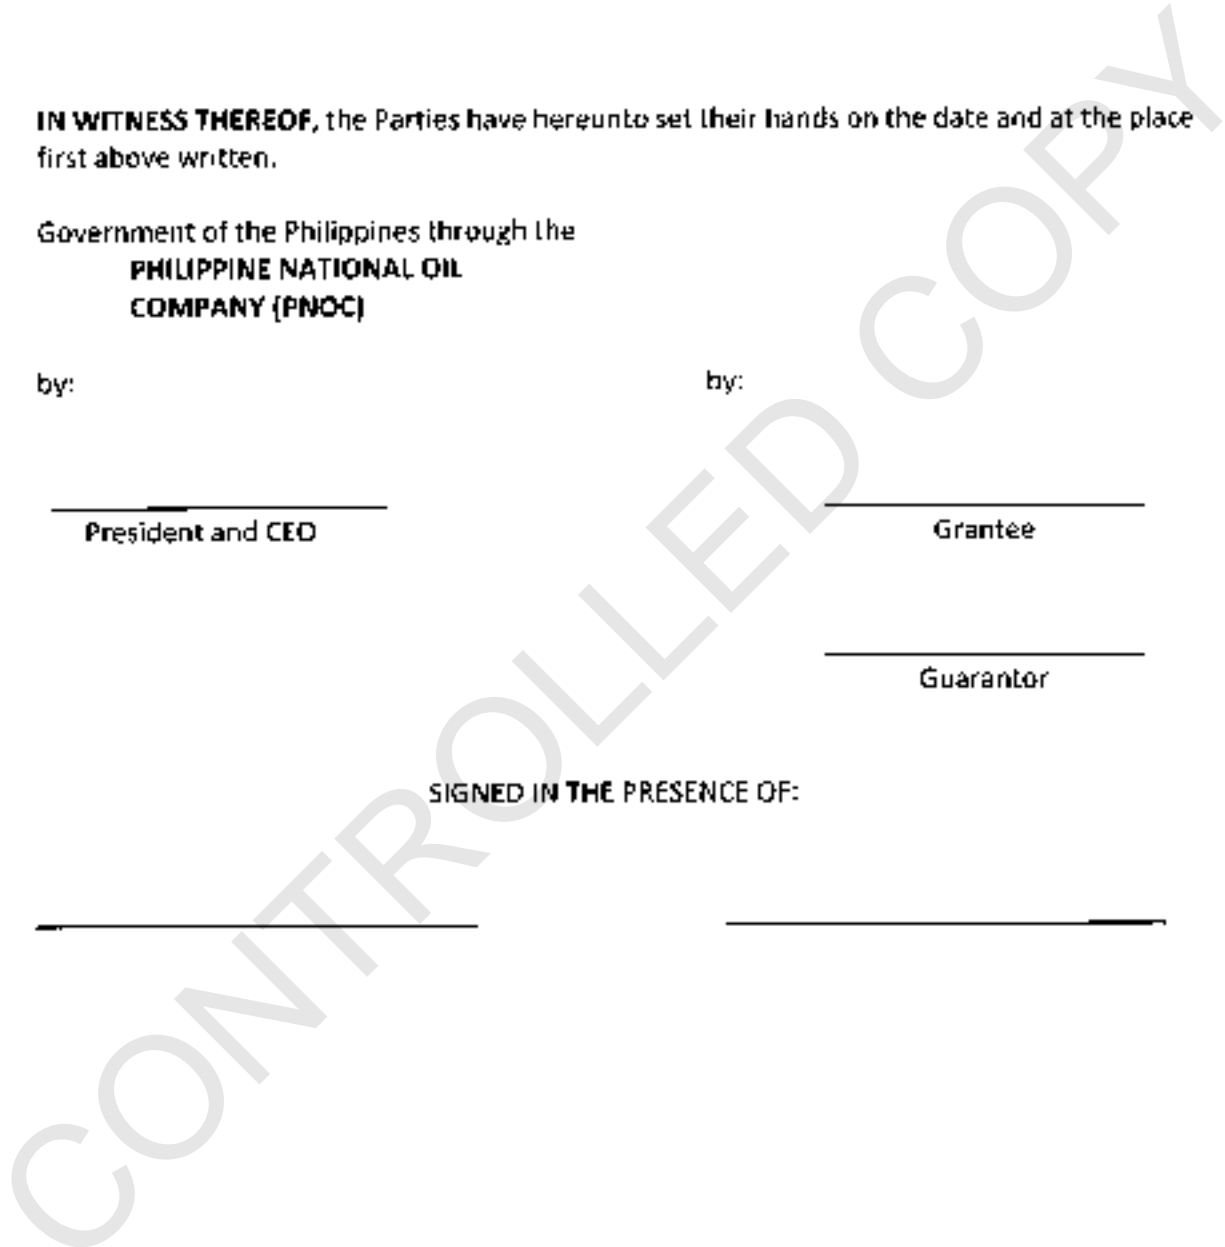 IN WITNESS THEREOF, the Parties have hereunto set their hands on the date and at the place
first above written.
Government of the Philippines through the
PHILIPPINE NATIONAL OIL
COMPANY (PNOC)
by:
by:
President and CEO
Grantee
Guarantor
SIGNED IN THE PRESENCE OF:
CONTROLLED COPY